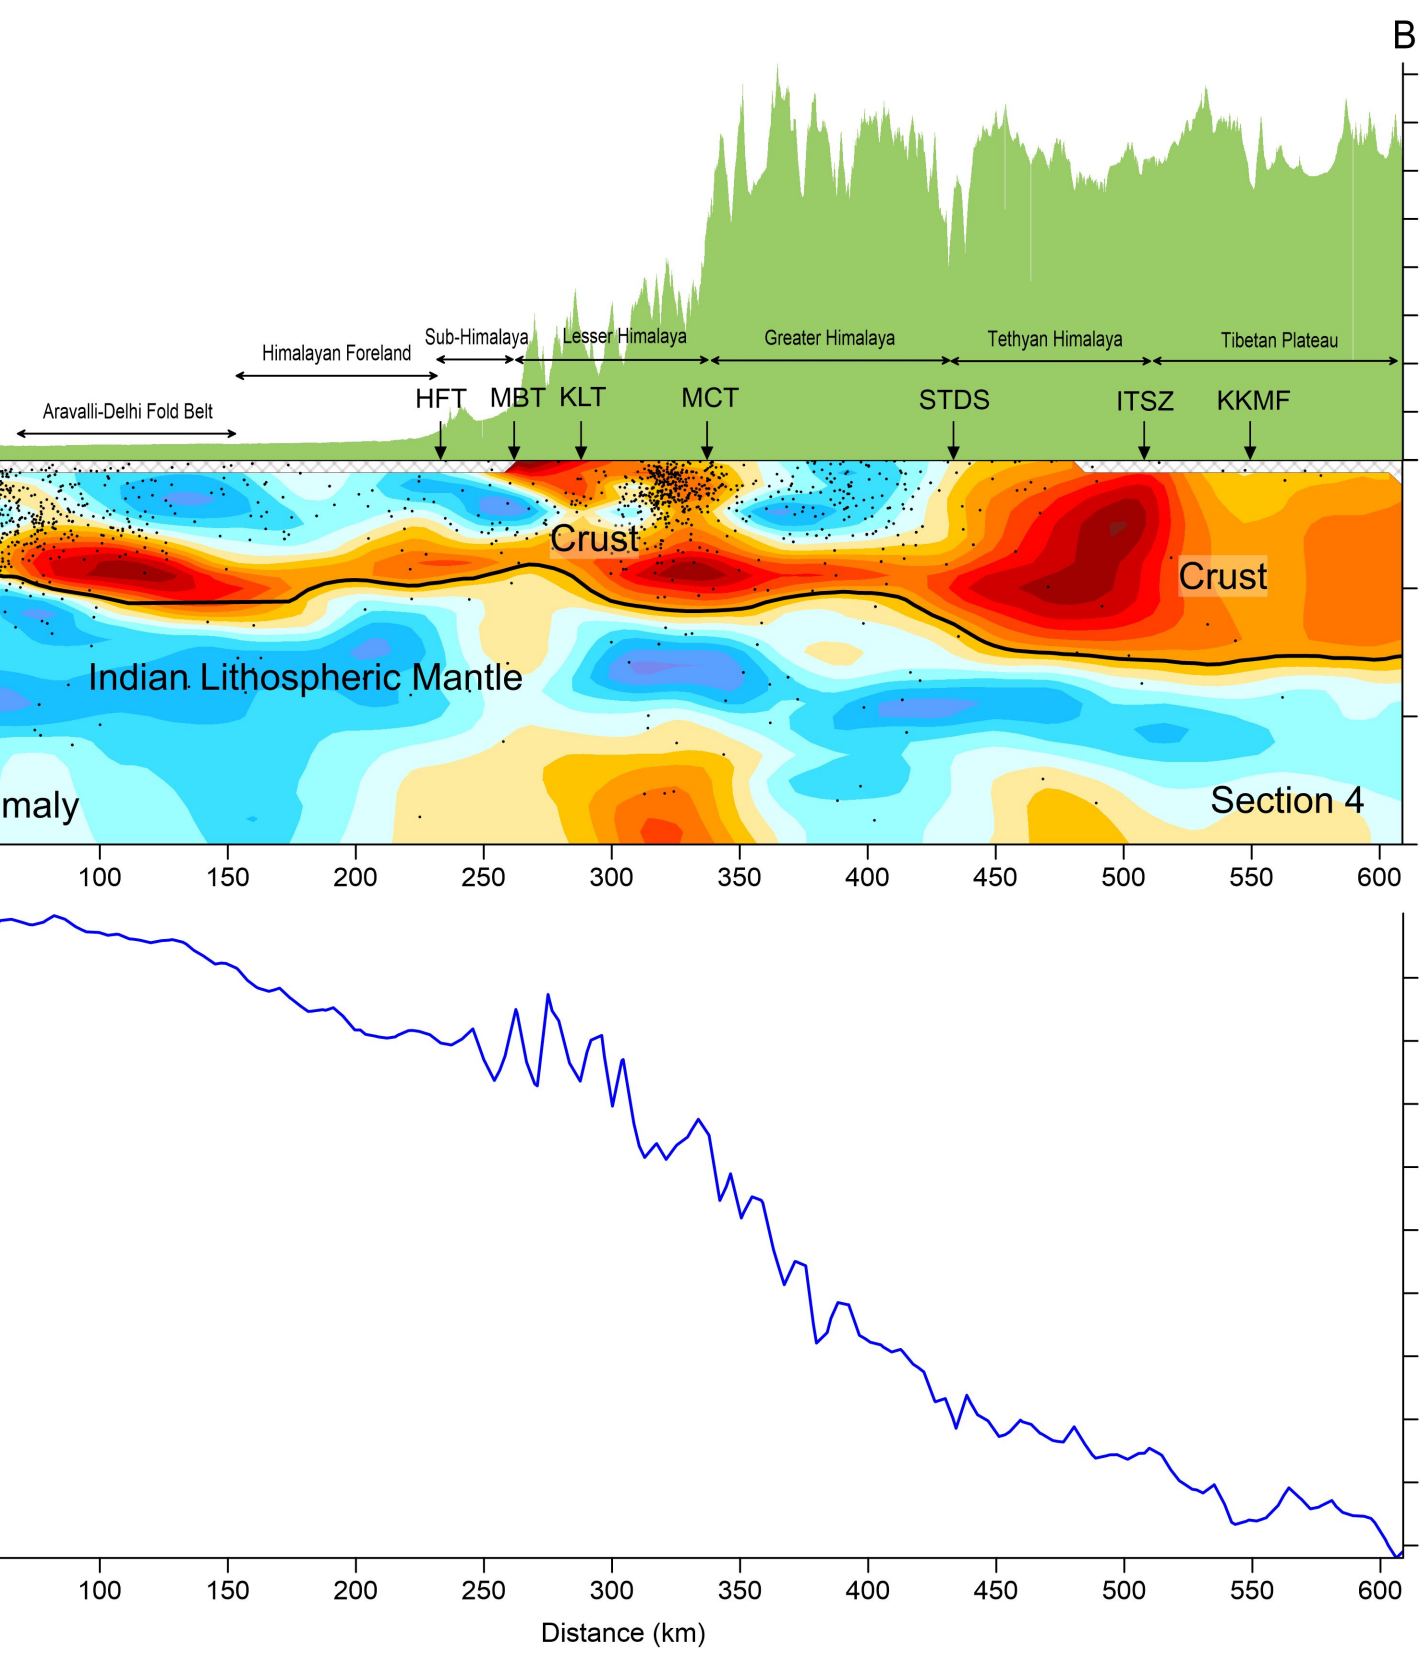 B
Sub-Himalaya Lesser Himalaya Greater Himalaya Tethyan Himalaya Tibetan Plateau
Himalayan Foreland
Aravalli-Delhi Fold Belt
HFT MBT KLT MCT STDS ITSZ KKMF
Crust
Crust
Indian Lithospheric Mantle
maly
Section 4
100 150 200 250 300 350 400 450 500 550 600
100 150 200 250 300 350 400 450 500 550 600
Distance (km)